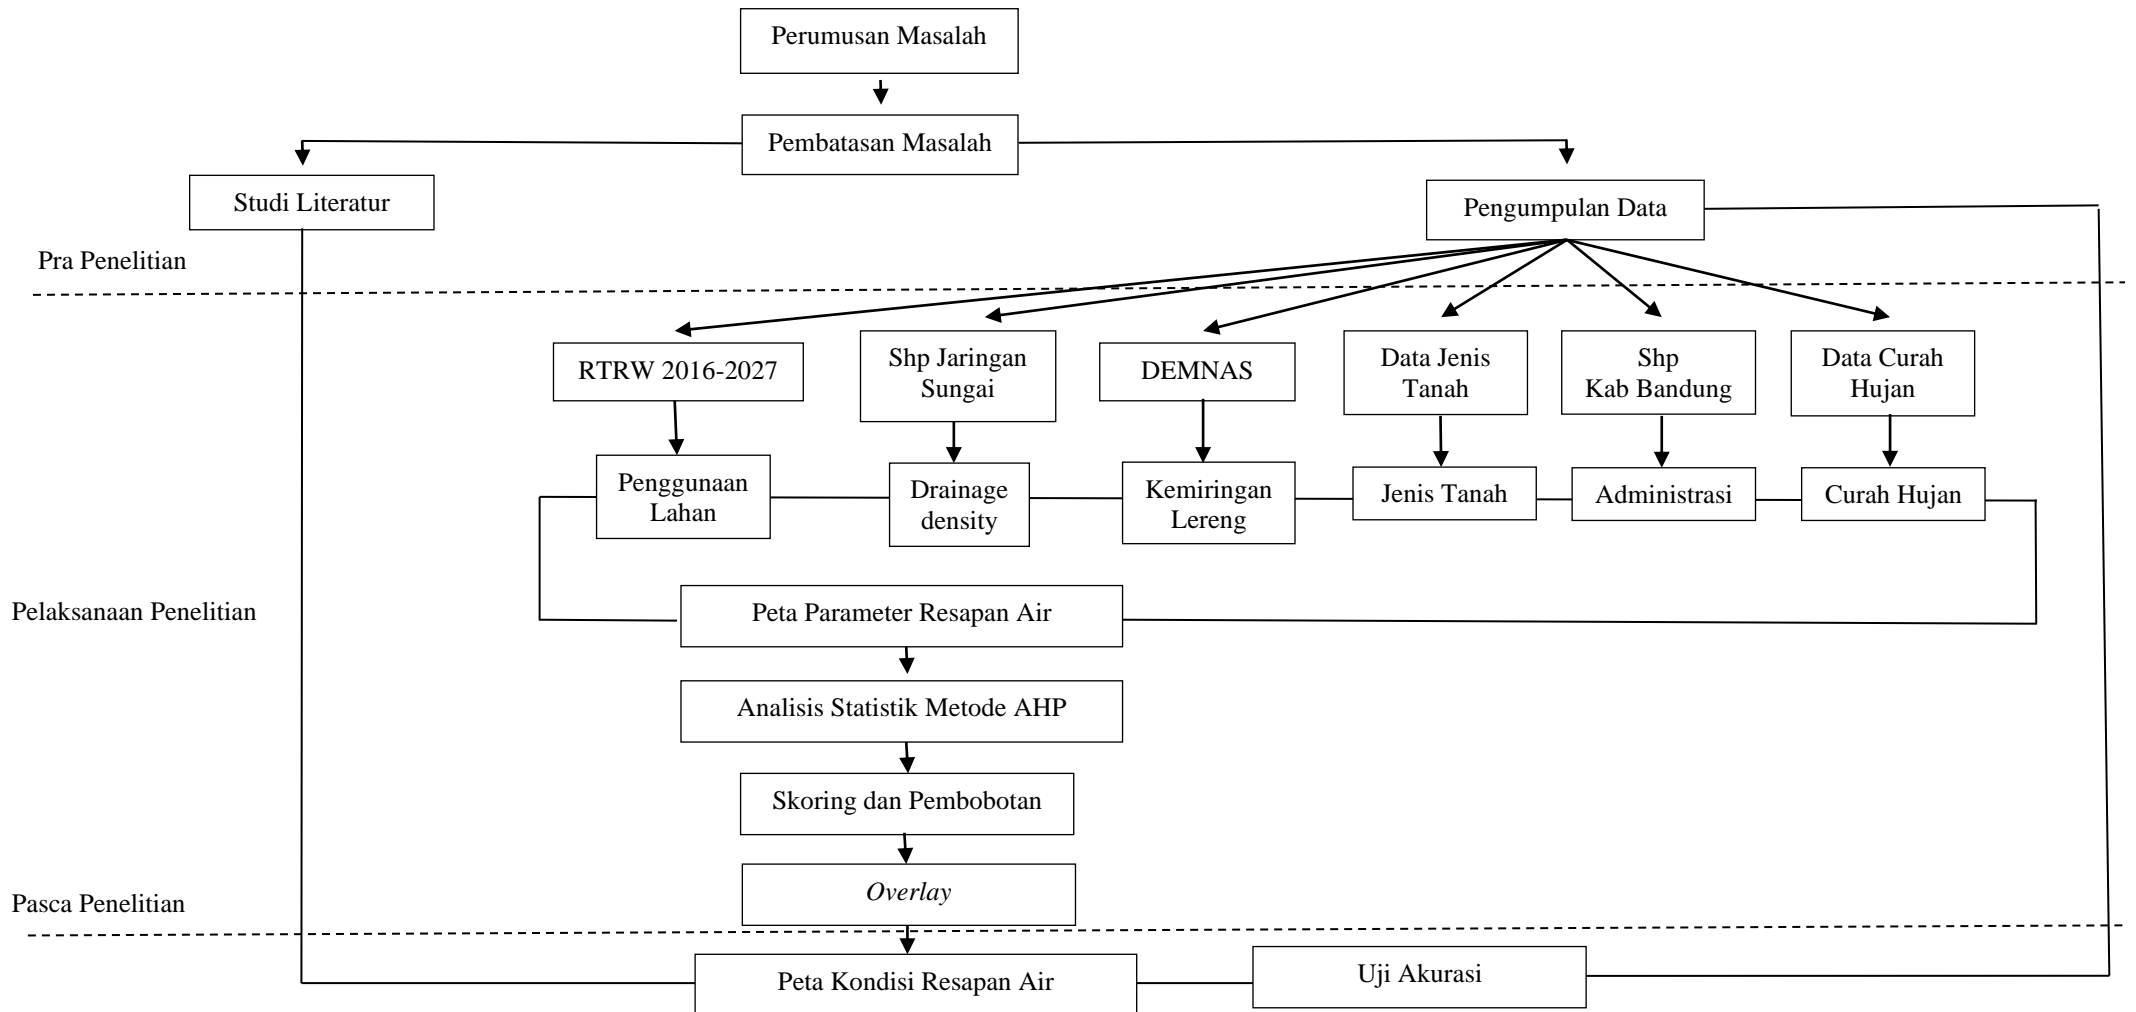 Perumusan Masalah
Pembatasan Masalah
Studi Literatur
Pengumpulan Data
Pra Penelitian
RTRW 2016-2027
Shp Jaringan
Sungai
DEMNAS
Data Jenis
Tanah
Shp
Kab Bandung
Data Curah
Hujan
Penggunaan
Lahan
Drainage
density
Kemiringan
Lereng
Jenis Tanah
Administrasi
Curah Hujan
Pelaksanaan Penelitian
Peta Parameter Resapan Air
Analisis Statistik Metode AHP
Skoring dan Pembobotan
Overlay
Pasca Penelitian
Peta Kondisi Resapan Air
Uji Akurasi